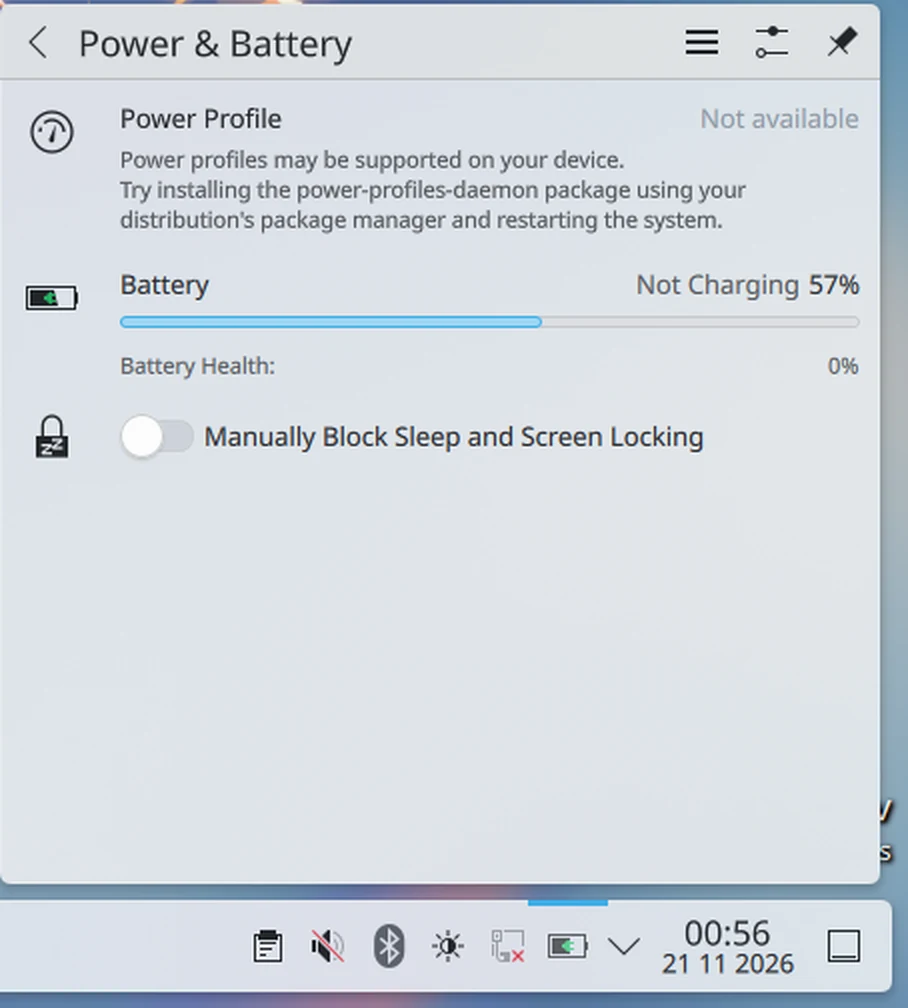 Power & Battery
Power Profile
Not available
Power profiles may be supported on your device.
Try installing the power-profiles-daemon package using your
distribution's package manager and restarting the system.
Battery
Not Charging 57%
Battery Health:
0%
zz
Manually Block Sleep and Screen Locking
s
00:56
21 11 2026